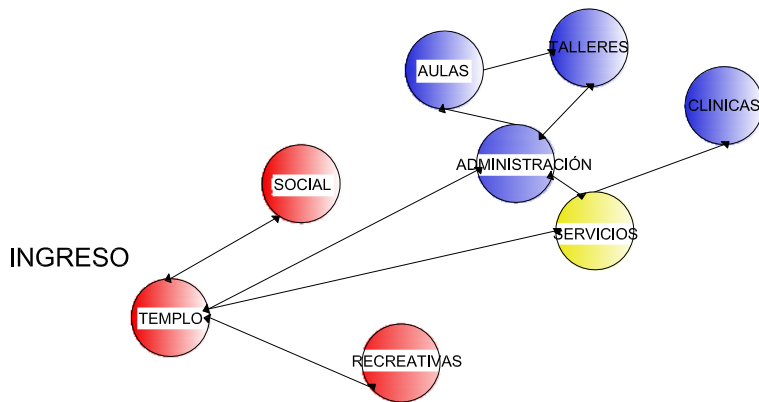 TALLERES
AULAS
CLINICAS
ADMINISTRACIÓN
SOCIAL
SERVICIOS
INGRESO
TEMPLO
RECREATIVAS